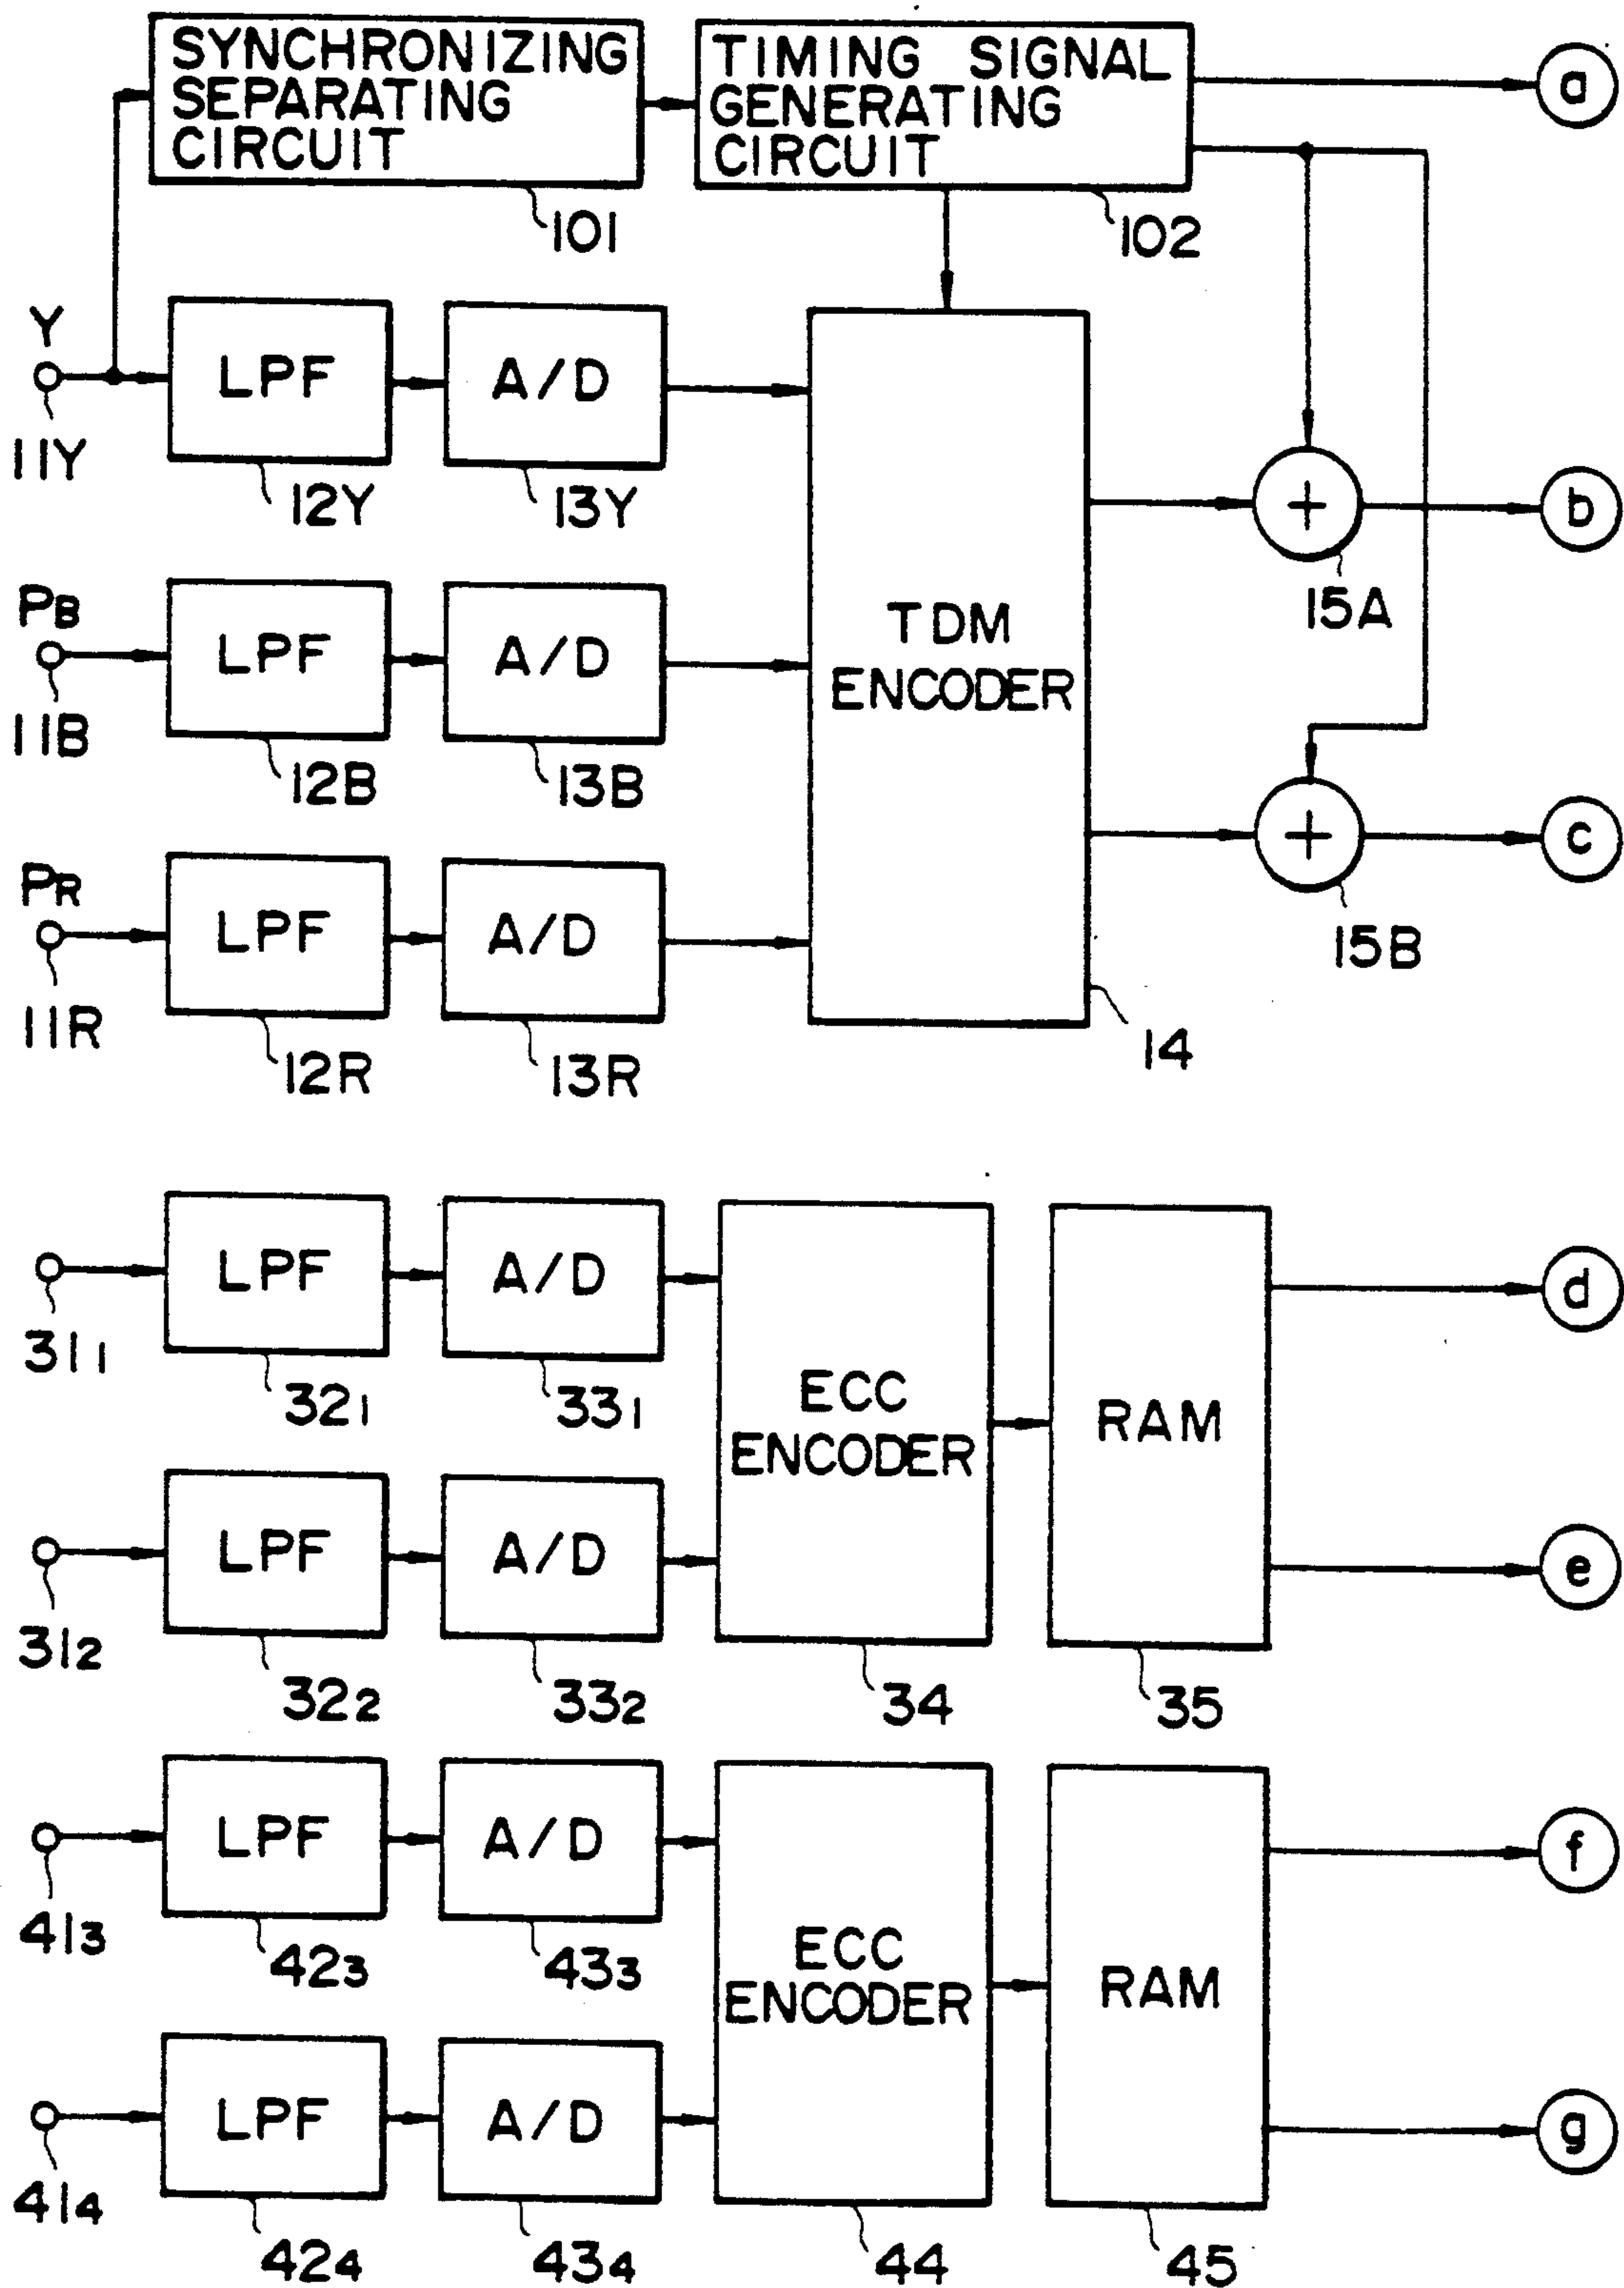 SYNCHRONIZING
SEPARATING
CIRCUIT
101
TIMING SIGNAL
GENERATING
CIRCUIT
102
a
Y
11Y
LPF
12Y
A/D
13Y
PB
11B
LPF
12B
A/D
13B
PR
11R
LPF
12R
A/D
13R
TDM
ENCODER
14
+
15A
b
+
15B
c
311
LPF
321
A/D
331
312
LPF
322
A/D
332
ECC
ENCODER
34
RAM
35
d
e
413
LPF
423
A/D
433
414
LPF
424
A/D
434
ECC
ENCODER
44
RAM
45
f
g